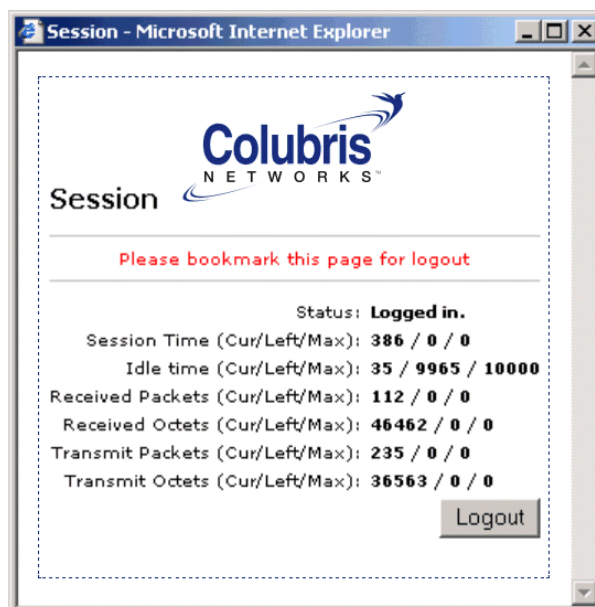 Session - Microsoft Internet Explorer
Colubris
NETWORKS™
Session
Please bookmark this page for logout
Status: Logged in.
Session Time (Cur/Left/Max): 386 / 0 / 0
Idle time (Cur/Left/Max): 35 / 9965 / 10000
Received Packets (Cur/Left/Max): 112 / 0 / 0
Received Octets (Cur/Left/Max): 46462 / 0 / 0
Transmit Packets (Cur/Left/Max): 235 / 0 / 0
Transmit Octets (Cur/Left/Max): 36563 / 0 / 0
Logout